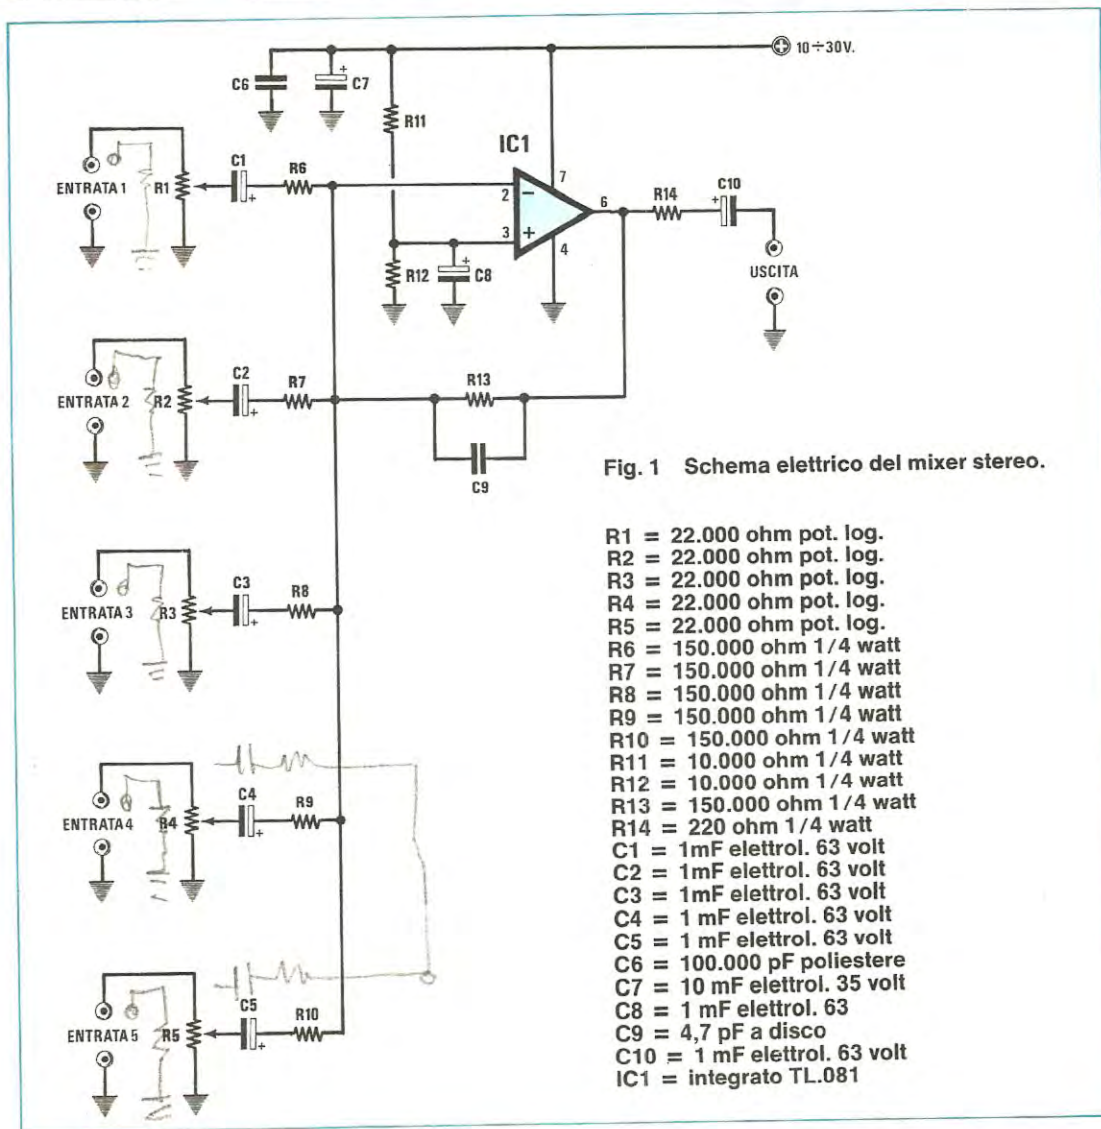 10÷30V.
C6
C7
R11
IC1
7
2
6
3
4
R12
C8
R14
C10
USCITA
ENTRATA 1
R1
C1
R6
ENTRATA 2
R2
C2
R7
R13
C9
ENTRATA 3
R3
C3
R8
ENTRATA 4
R4
C4
R9
ENTRATA 5
R5
C5
R10
Fig. 1 Schema elettrico del mixer stereo.
R1 = 22.000 ohm pot. log.
R2 = 22.000 ohm pot. log.
R3 = 22.000 ohm pot. log.
R4 = 22.000 ohm pot. log.
R5 = 22.000 ohm pot. log.
R6 = 150.000 ohm 1/4 watt
R7 = 150.000 ohm 1/4 watt
R8 = 150.000 ohm 1/4 watt
R9 = 150.000 ohm 1/4 watt
R10 = 150.000 ohm 1/4 watt
R11 = 10.000 ohm 1/4 watt
R12 = 10.000 ohm 1/4 watt
R13 = 150.000 ohm 1/4 watt
R14 = 220 ohm 1/4 watt
C1 = 1mF elettrol. 63 volt
C2 = 1mF elettrol. 63 volt
C3 = 1mF elettrol. 63 volt
C4 = 1 mF elettrol. 63 volt
C5 = 1 mF elettrol. 63 volt
C6 = 100.000 pF poliestere
C7 = 10 mF elettrol. 35 volt
C8 = 1 mF elettrol. 63
C9 = 4,7 pF a disco
C10 = 1 mF elettrol. 63 volt
IC1 = integrato TL.081